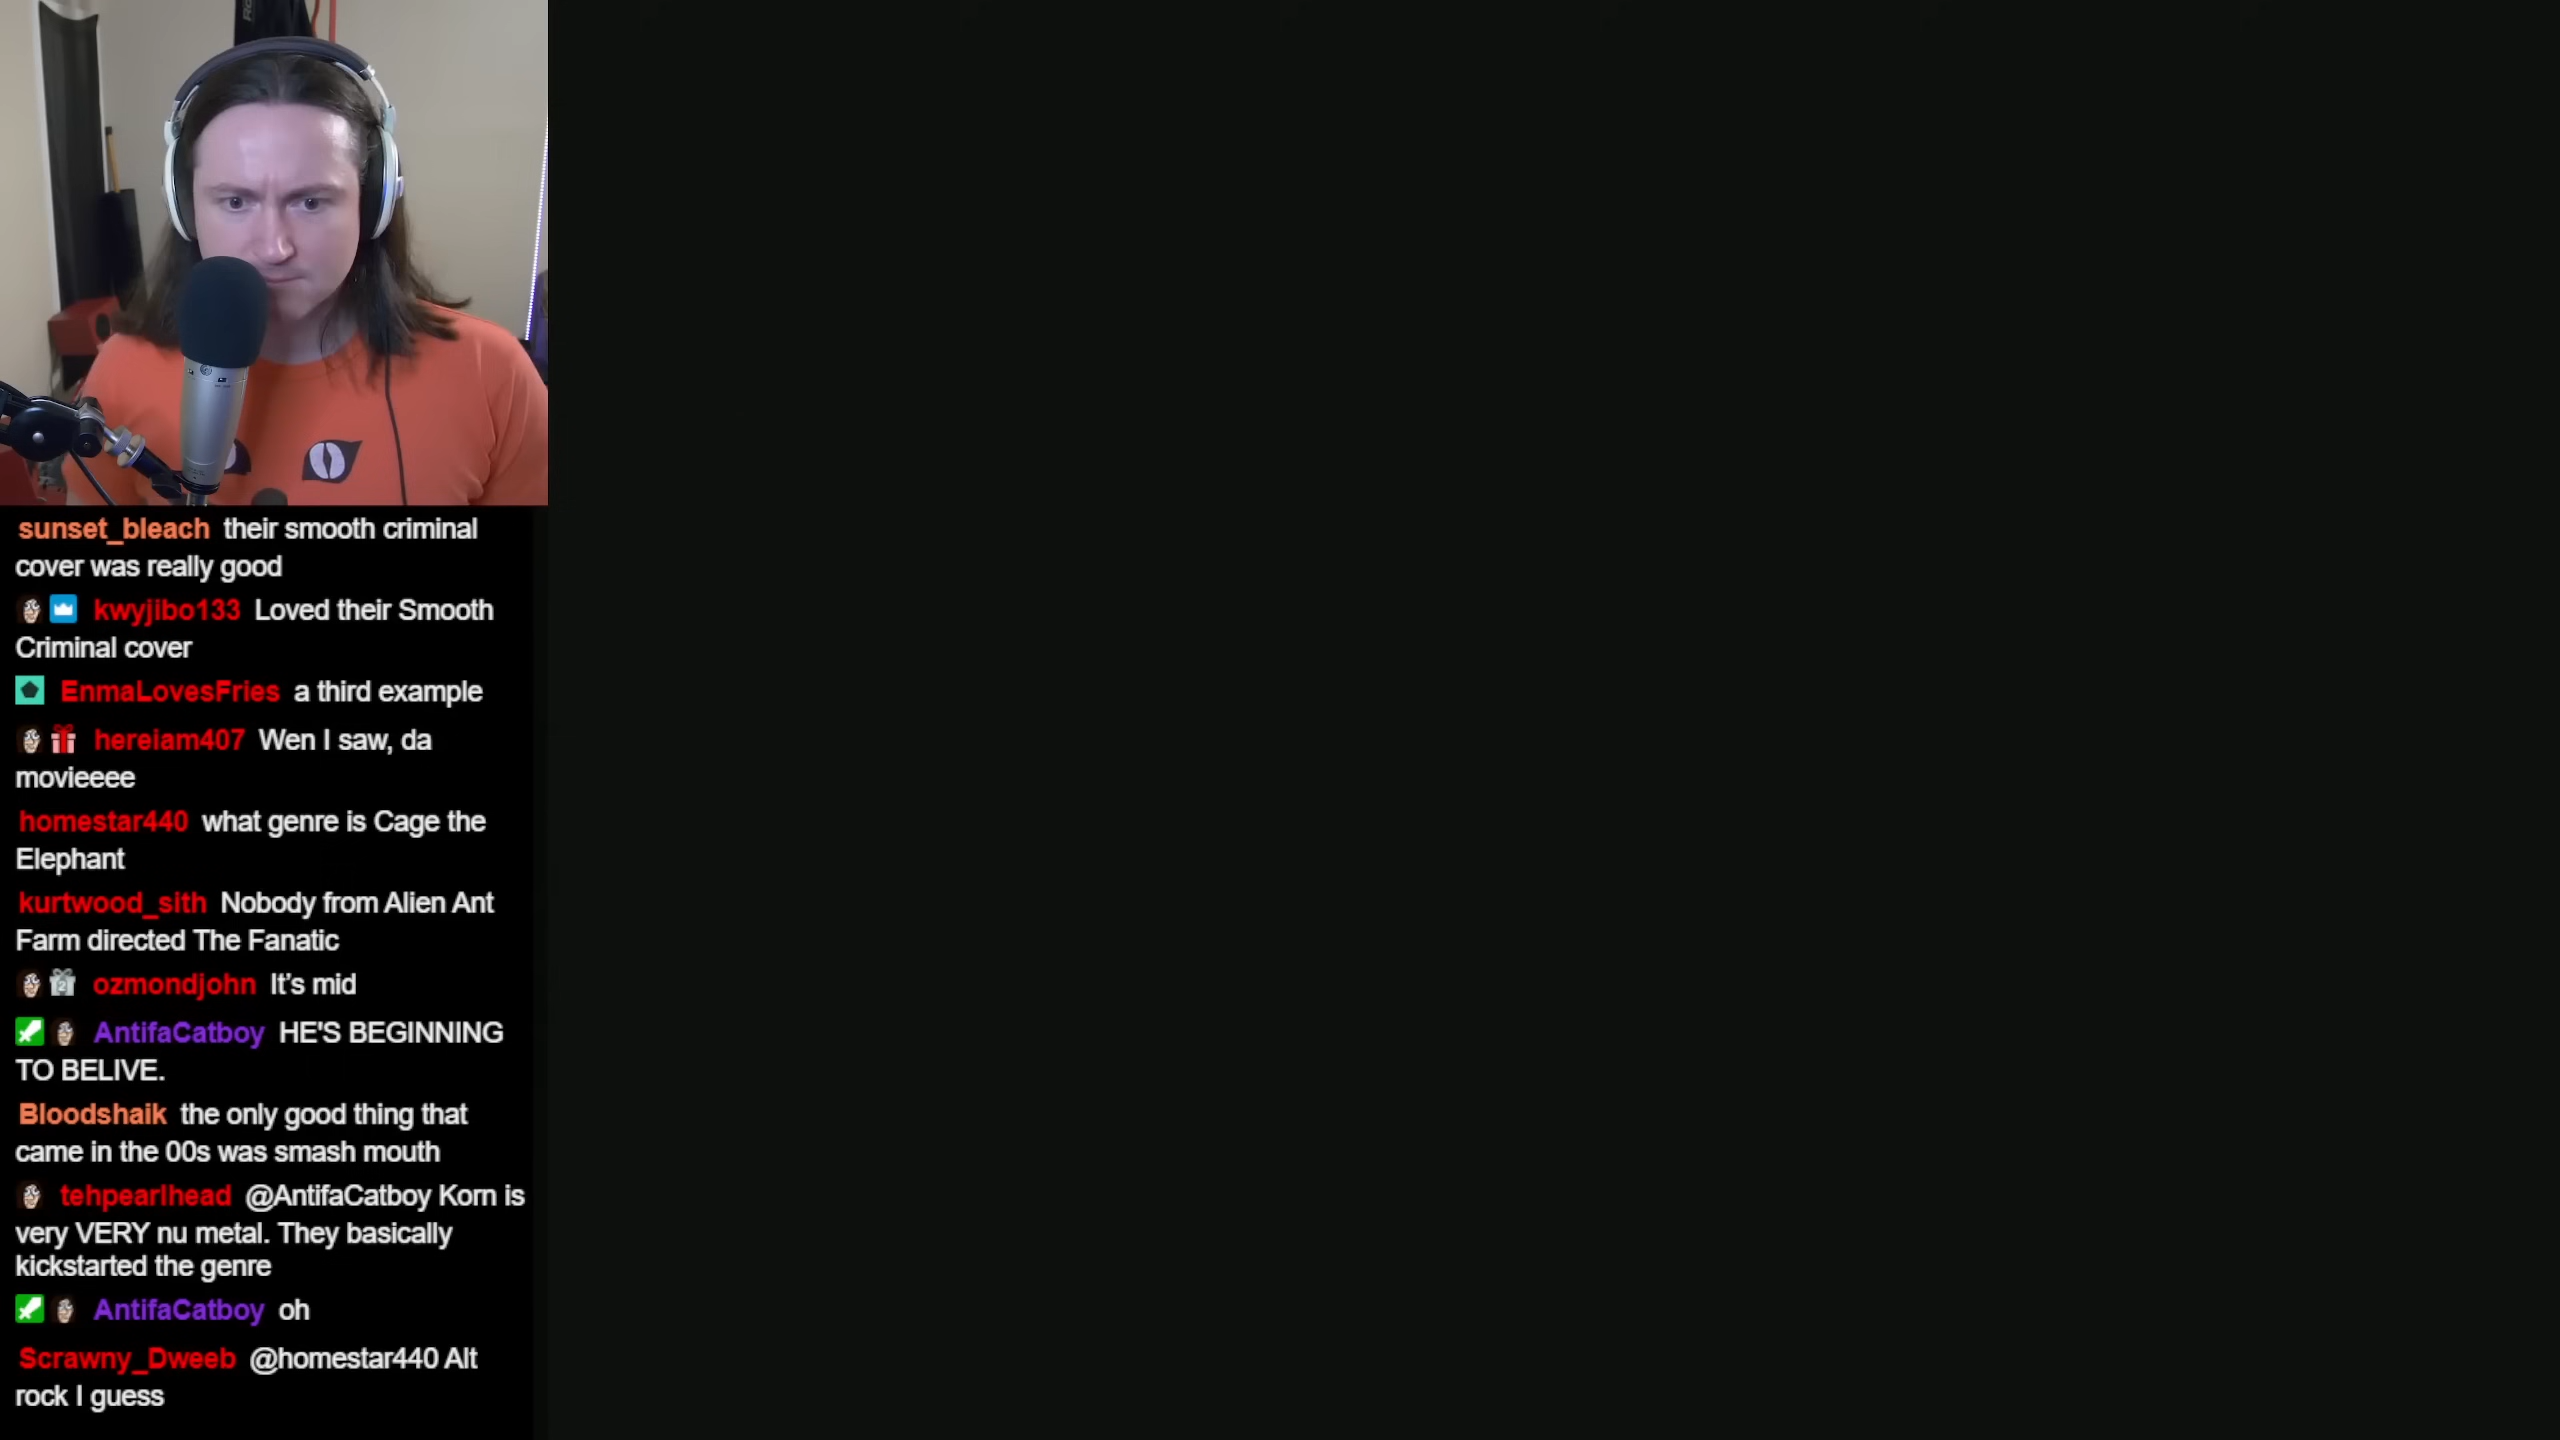 sunset_bleach their smooth criminal
cover was really good
kwyjibo133 Loved their Smooth
Criminal cover
EnmaLovesFries a third example
hereiam407 Wen I saw, da
movieeee
homestar440 what genre is Cage the
Elephant
kurtwood_sith Nobody from Alien Ant
Farm directed The Fanatic
ozmondjohn It's mid
AntifaCatboy HE'S BEGINNING
TO BELIVE.
Bloodshaik the only good thing that
came in the 00s was smash mouth
tehpearlhead @AntifaCatboy Korn is
very VERY nu metal. They basically
kickstarted the genre
AntifaCatboy oh
Scrawny_Dweeb @homestar440 Alt
rock I guess